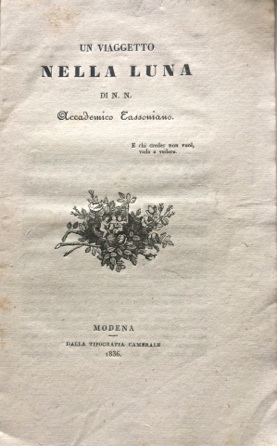 UN VIAGGETTO
NELLA LUNA
DI N. N.
Accademico Tassoniano.
E chi creder non vuol,
vada a vedere.
MODENA
DALLA TIPOGRAFIA CAMERALE
1836.